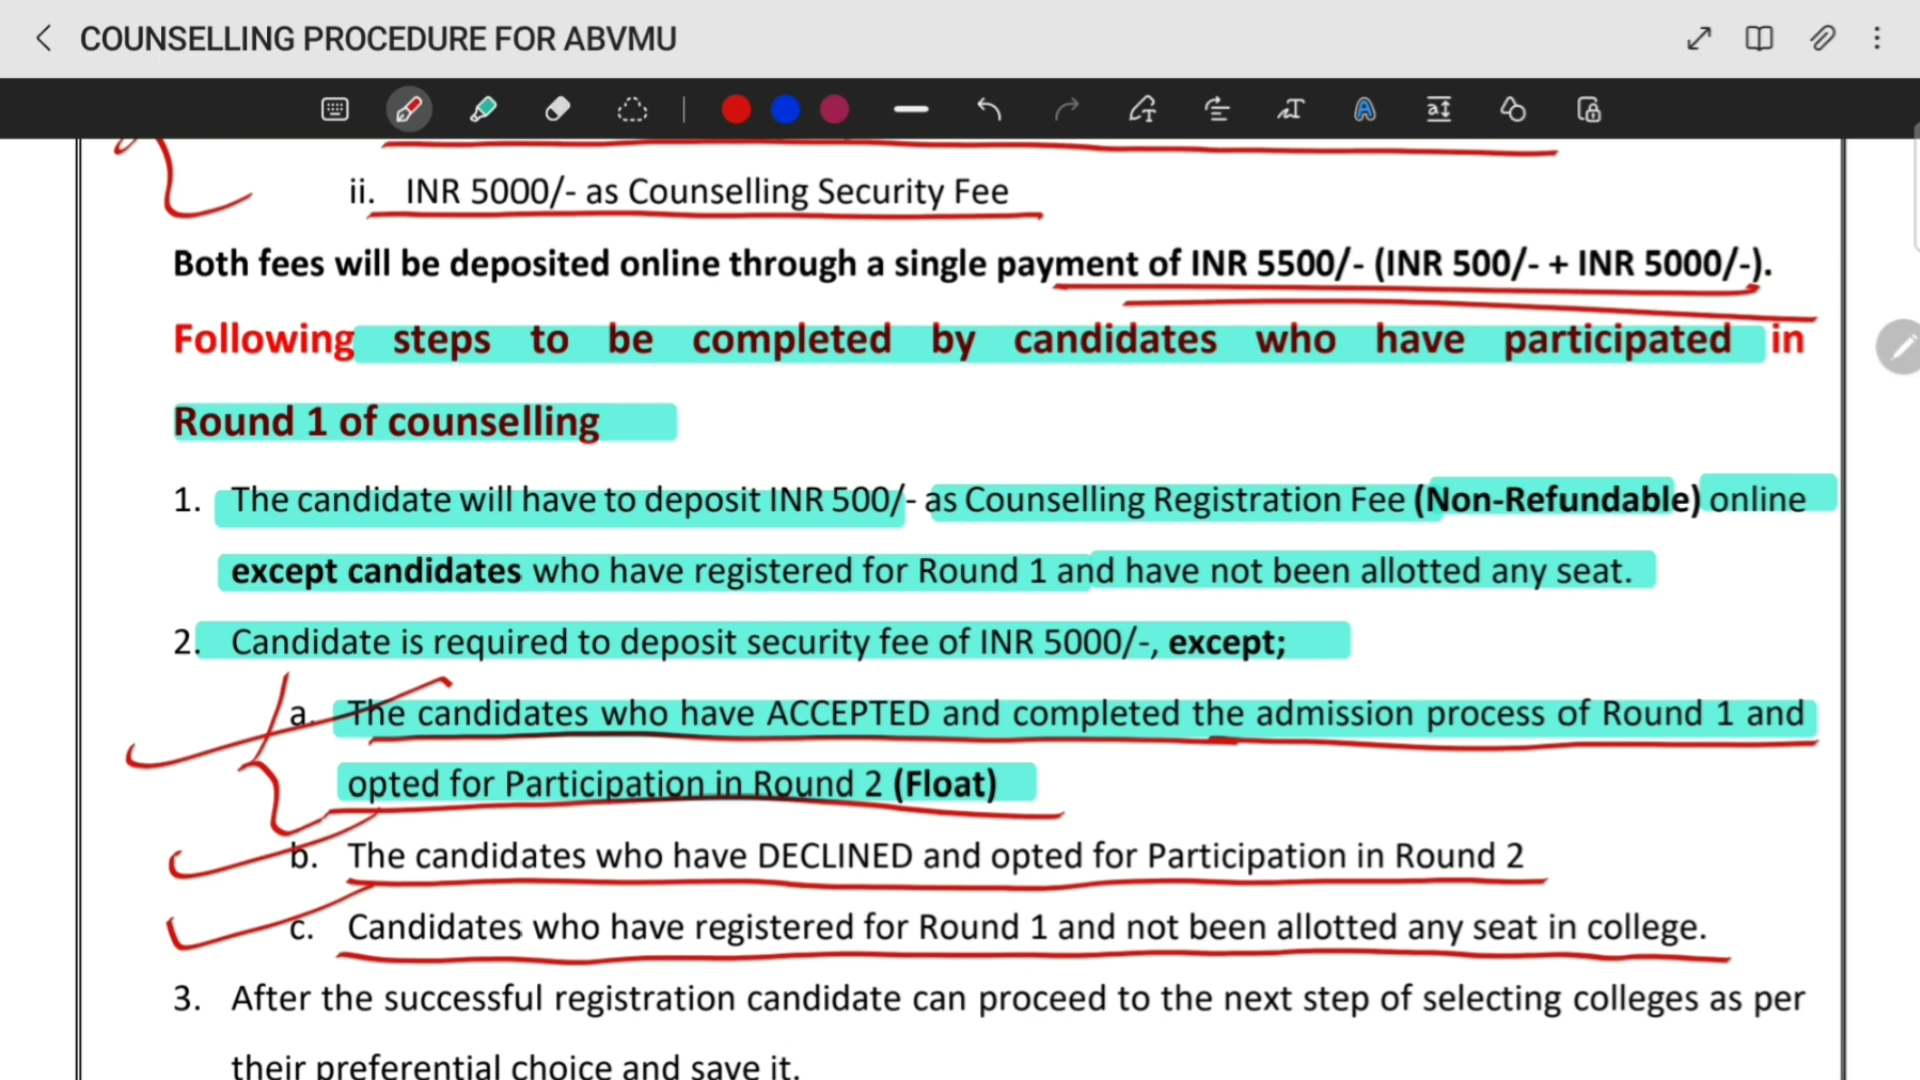 COUNSELLING PROCEDURE FOR ABVMU
ii. INR 5000/- as Counselling Security Fee
Both fees will be deposited online through a single payment of INR 5500/- (INR 500/- + INR 5000/-).
Following steps to be completed by candidates who have participated in
Round 1 of counselling
1. The candidate will have to deposit INR 500/- as Counselling Registration Fee (Non-Refundable) online
except candidates who have registered for Round 1 and have not been allotted any seat.
2. Candidate is required to deposit security fee of INR 5000/-, except;
a. The candidates who have ACCEPTED and completed the admission process of Round 1 and
opted for Participation in Round 2 (Float)
b. The candidates who have DECLINED and opted for Participation in Round 2
c. Candidates who have registered for Round 1 and not been allotted any seat in college.
3. After the successful registration candidate can proceed to the next step of selecting colleges as per
their preferential choice and save it.